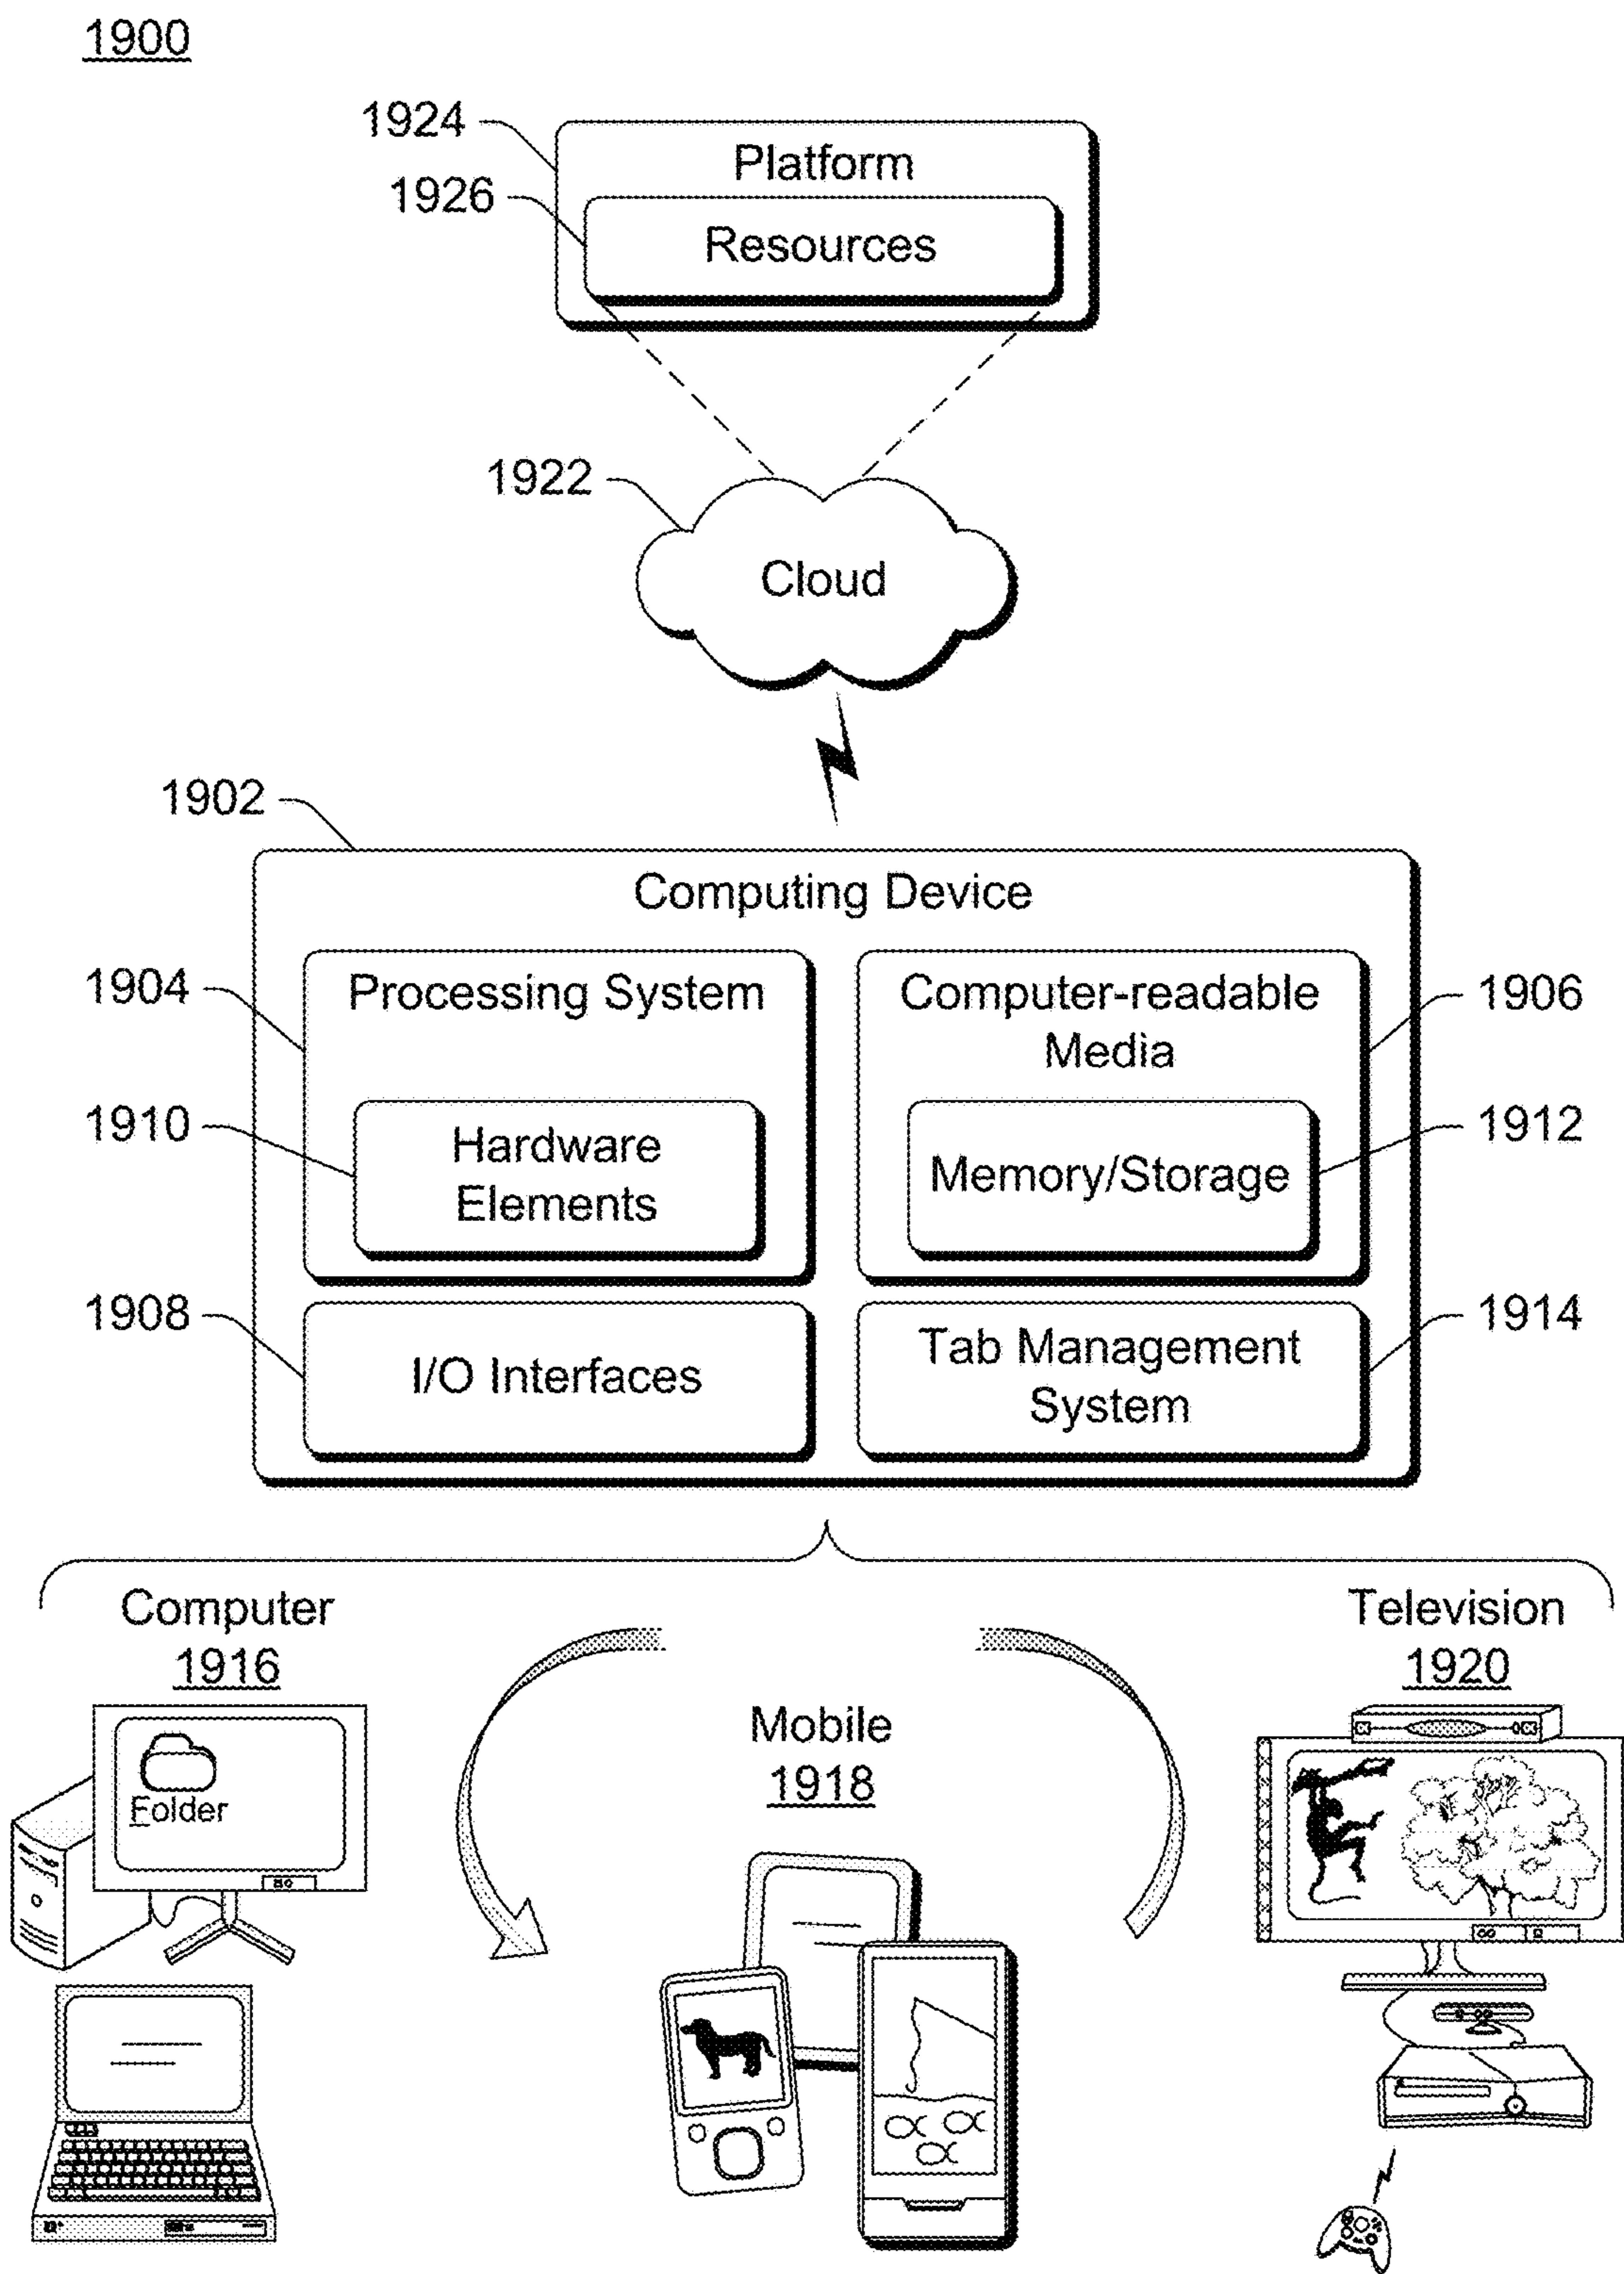 1900
1924
Platform
1926
Resources
1922
Cloud
1902
Computing Device
1904
Processing System
Computer-readable
Media
1906
1910
Hardware
Elements
Memory/Storage
1912
1908
I/O Interfaces
Tab Management
System
1914
Computer
1916
Folder
Mobile
1918
Television
1920